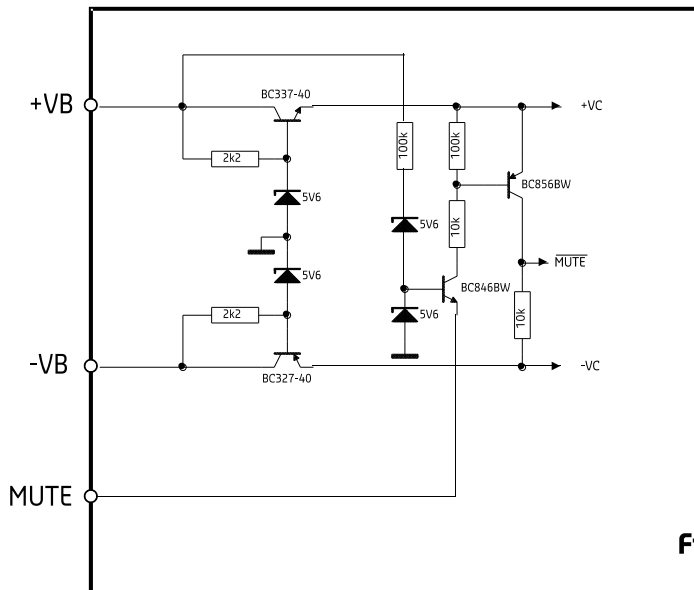 BC337-40
+VB
+VC
2k2
100k
100k
BC856BW
5V6
5V6
10k
MUTE
5V6
BC846BW
2k2
5V6
10k
-VB
-VC
BC327-40
MUTE